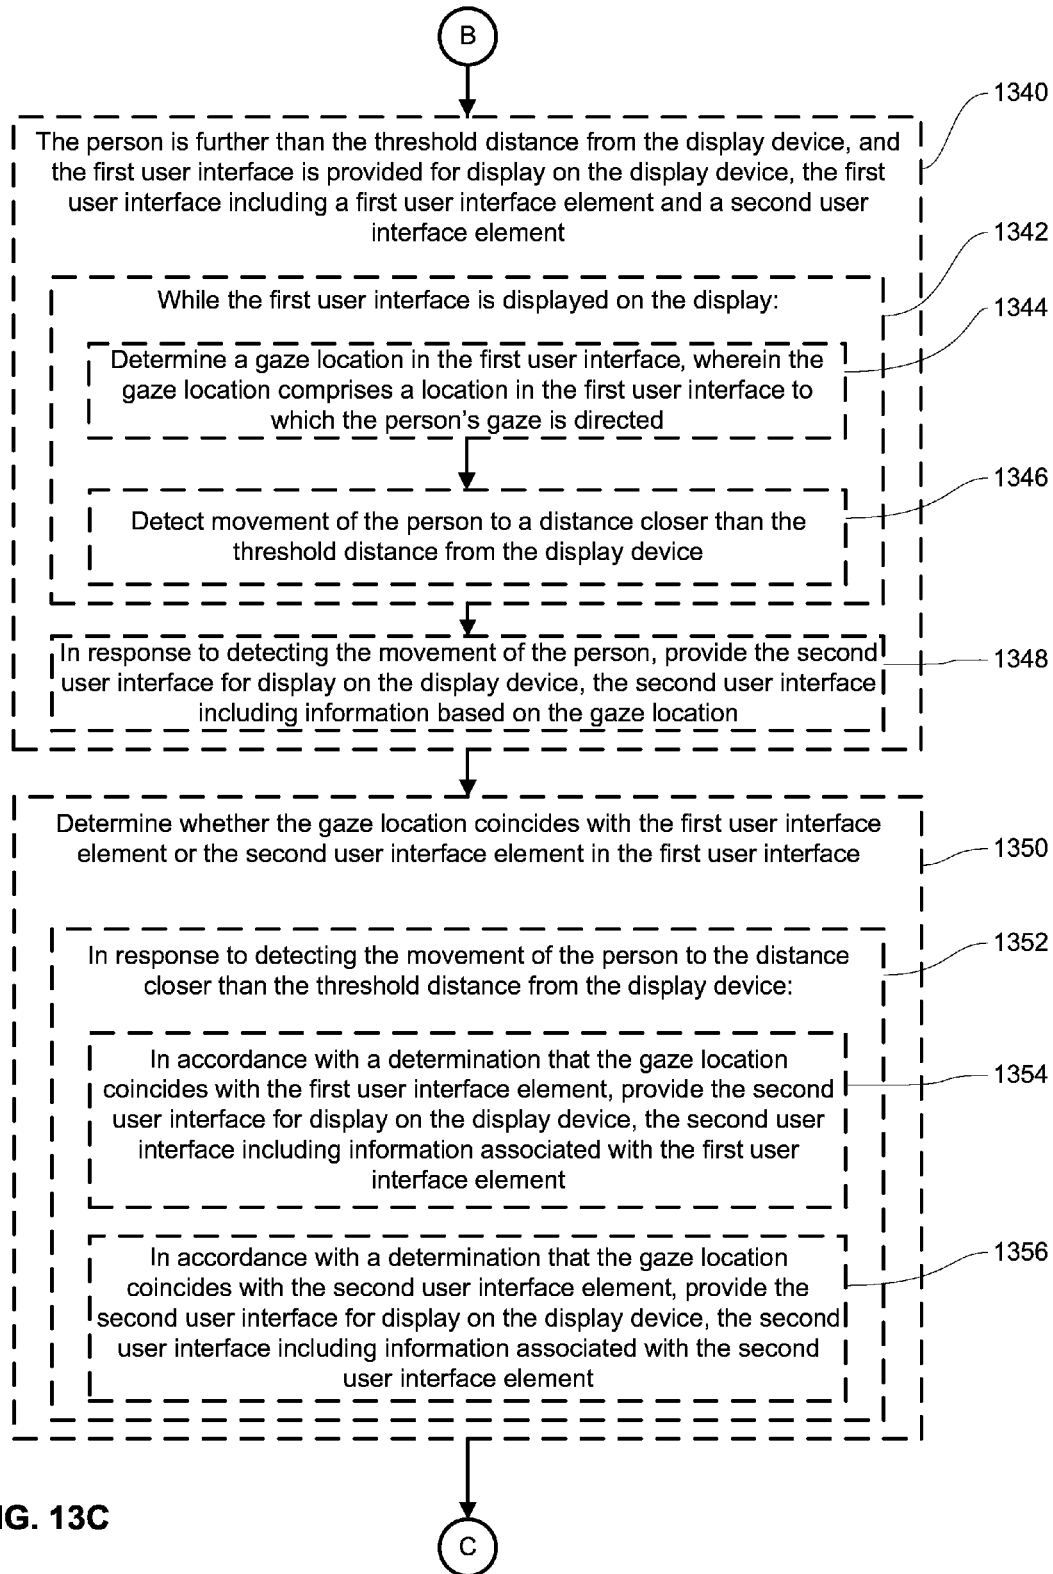 B
1340
The person is further than the threshold distance from the display device, and
the first user interface is provided for display on the display device, the first
user interface including a first user interface element and a second user
interface element
1342
While the first user interface is displayed on the display:
1344
Determine a gaze location in the first user interface, wherein the
gaze location comprises a location in the first user interface to
which the person's gaze is directed
1346
Detect movement of the person to a distance closer than the
threshold distance from the display device
In response to detecting the movement of the person, provide the second
user interface for display on the display device, the second user interface
including information based on the gaze location
1348
Determine whether the gaze location coincides with the first user interface
element or the second user interface element in the first user interface
1350
1352
In response to detecting the movement of the person to the distance
closer than the threshold distance from the display device:
In accordance with a determination that the gaze location
coincides with the first user interface element, provide the second
user interface for display on the display device, the second user
interface including information associated with the first user
interface element
1354
In accordance with a determination that the gaze location
coincides with the second user interface element, provide the
second user interface for display on the display device, the second
user interface including information associated with the second
user interface element
1356
IG. 13C
C